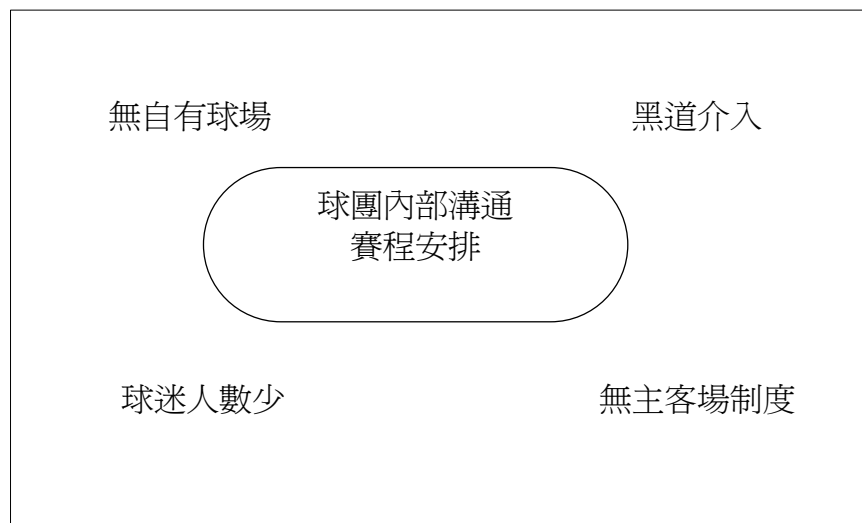 無自有球場
黑道介入
球團內部溝通
賽程安排
球迷人數少
無主客場制度